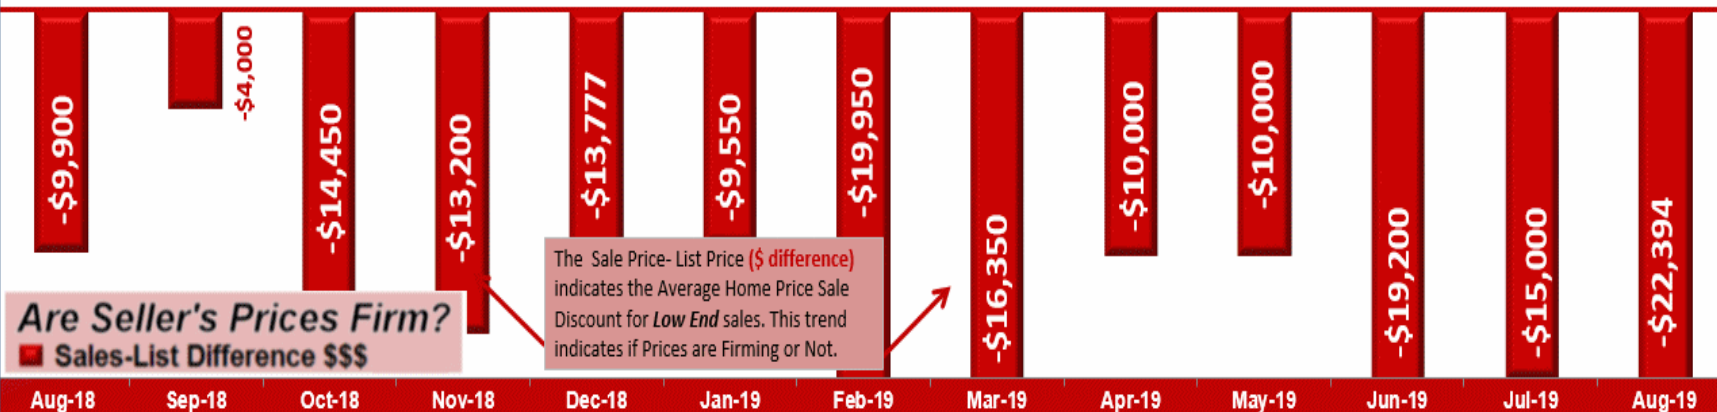 -$9,900
-$4,000
-$14,450
-$13,200
-$13,777
-$9,550
-$19,950
-$16,350
-$10,000
-$10,000
-$19,200
-$15,000
-$22,394
The Sale Price- List Price ($ difference)
indicates the Average Home Price Sale
Discount for Low End sales. This trend
indicates if Prices are Firming or Not.
Are Seller's Prices Firm?
Sales-List Difference $$$
Aug-18 Sep-18 Oct-18 Nov-18 Dec-18 Jan-19 Feb-19 Mar-19 Apr-19 May-19 Jun-19 Jul-19 Aug-19